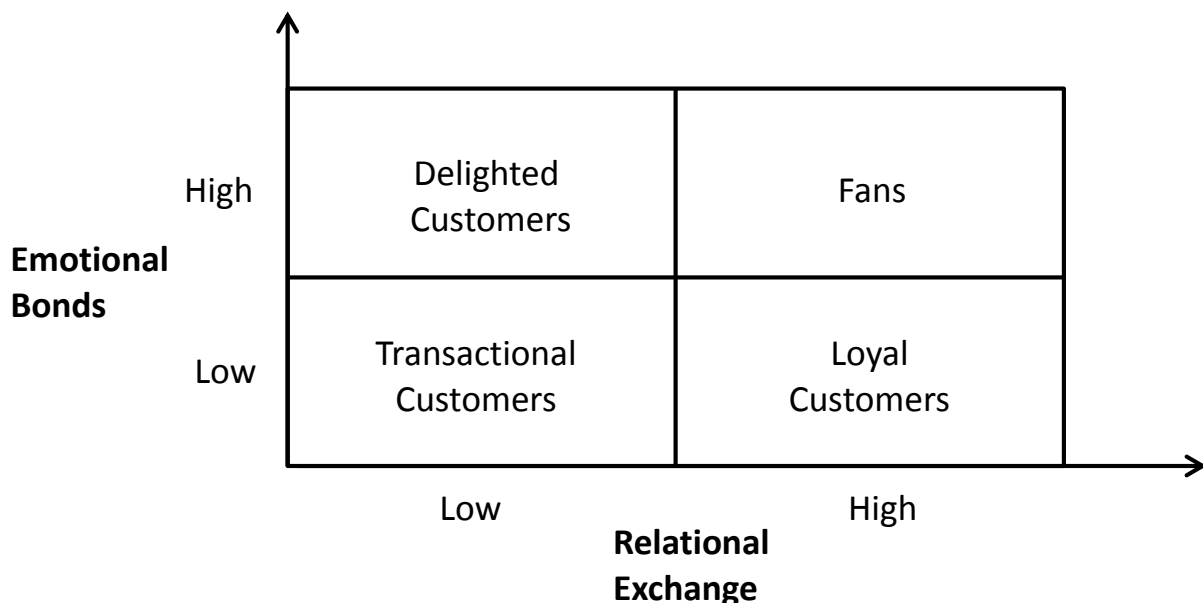 High
Delighted
Customers
Fans
Emotional
Bonds
Low
Transactional
Customers
Loyal
Customers
Low
High
Relational
Exchange